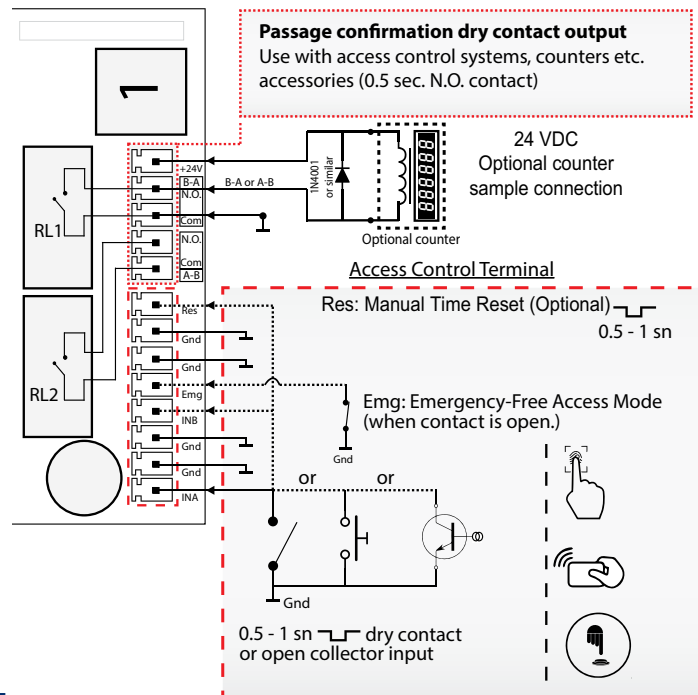 Passage confirmation dry contact output
Use with access control systems, counters etc.
accessories (0.5 sec. N.O. contact)
1
+24V
B-A
N.O.
Com
N.O.
Com
A-B
RL1
B-A or A-B
1N4001
or similar
888888
Optional counter
24 VDC
Optional counter
sample connection
Access Control Terminal
Res: Manual Time Reset (Optional)
0.5 - 1 sn
RL2
Res
Gnd
Gnd
Emg
INB
Gnd
Gnd
INA
Emg: Emergency-Free Access Mode
(when contact is open.)
Gnd
or
or
Gnd
0.5 - 1 sn dry contact
or open collector input